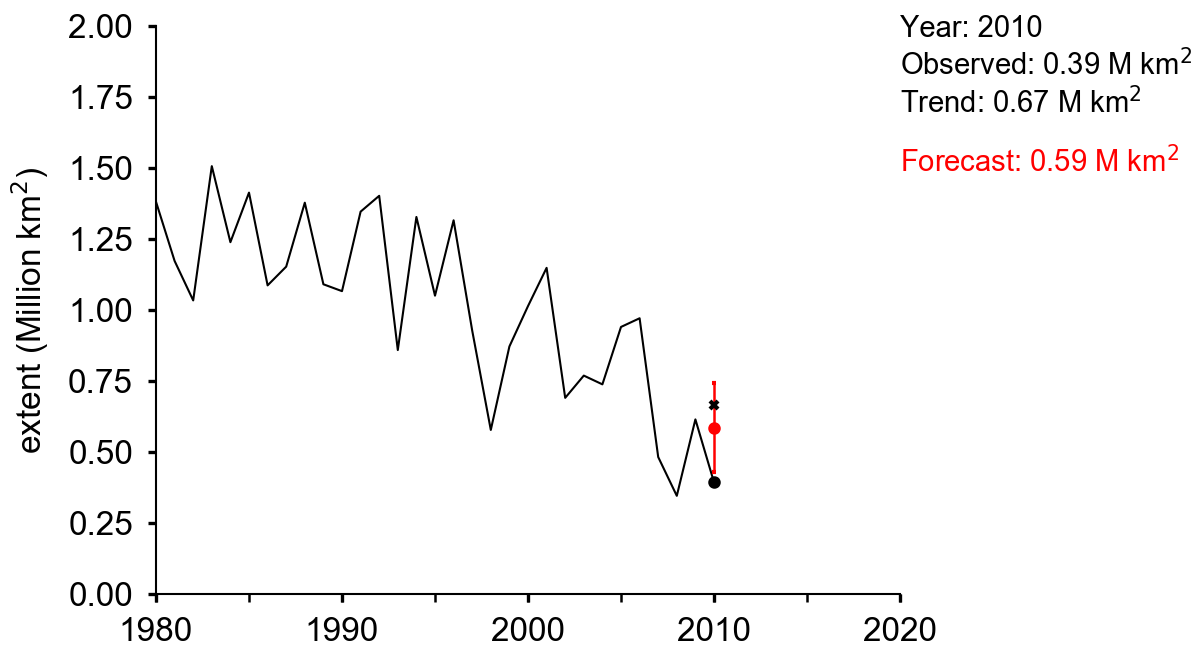 Year: 2010
Observed: 0.39 M km²
Trend: 0.67 M km²
Forecast: 0.59 M km²
extent (Million km²)
2.00
1.75
1.50
1.25
1.00
0.75
0.50
0.25
0.00
1980 1990 2000 2010 2020